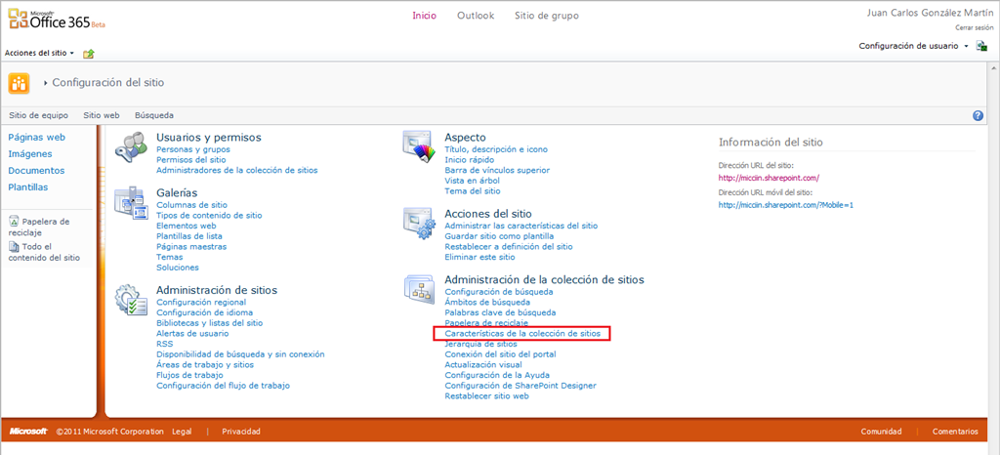 Microsoft
Office 365 Beta
Inicio Outlook Sitio de grupo
Juan Carlos González Martín
Cerrar sesión
Acciones del sitio
Configuración de usuario
Configuración del sitio
Sitio de equipo Sitio web Búsqueda
Páginas web
Imágenes
Documentos
Plantillas
Papelera de
reciclaje
Todo el
contenido del sitio
Usuarios y permisos
Personas y grupos
Permisos del sitio
Administradores de la colección de sitios
Galerías
Columnas de sitio
Tipos de contenido de sitio
Elementos web
Plantillas de lista
Páginas maestras
Temas
Soluciones
Administración de sitios
Configuración regional
Configuración de idioma
Bibliotecas y listas del sitio
Alertas de usuario
RSS
Disponibilidad de búsqueda y sin conexión
Áreas de trabajo y sitios
Flujos de trabajo
Configuración del flujo de trabajo
Aspecto
Título, descripción e icono
Inicio rápido
Barra de vínculos superior
Vista en árbol
Tema del sitio
Acciones del sitio
Administrar las características del sitio
Guardar sitio como plantilla
Restablecer a definición del sitio
Eliminar este sitio
Administración de la colección de sitios
Configuración de búsqueda
Ámbitos de búsqueda
Palabras clave de búsqueda
Papelera de reciclaje
Características de la colección de sitios
Jerarquía de sitios
Conexión del sitio del portal
Actualización visual
Configuración de la Ayuda
Configuración de SharePoint Designer
Restablecer sitio web
Información del sitio
Dirección URL del sitio:
http://miccin.sharepoint.com/
Dirección URL móvil del sitio:
http://miccin.sharepoint.com/?Mobile=1
Microsoft ©2011 Microsoft Corporation Legal | Privacidad Comunidad | Comentarios